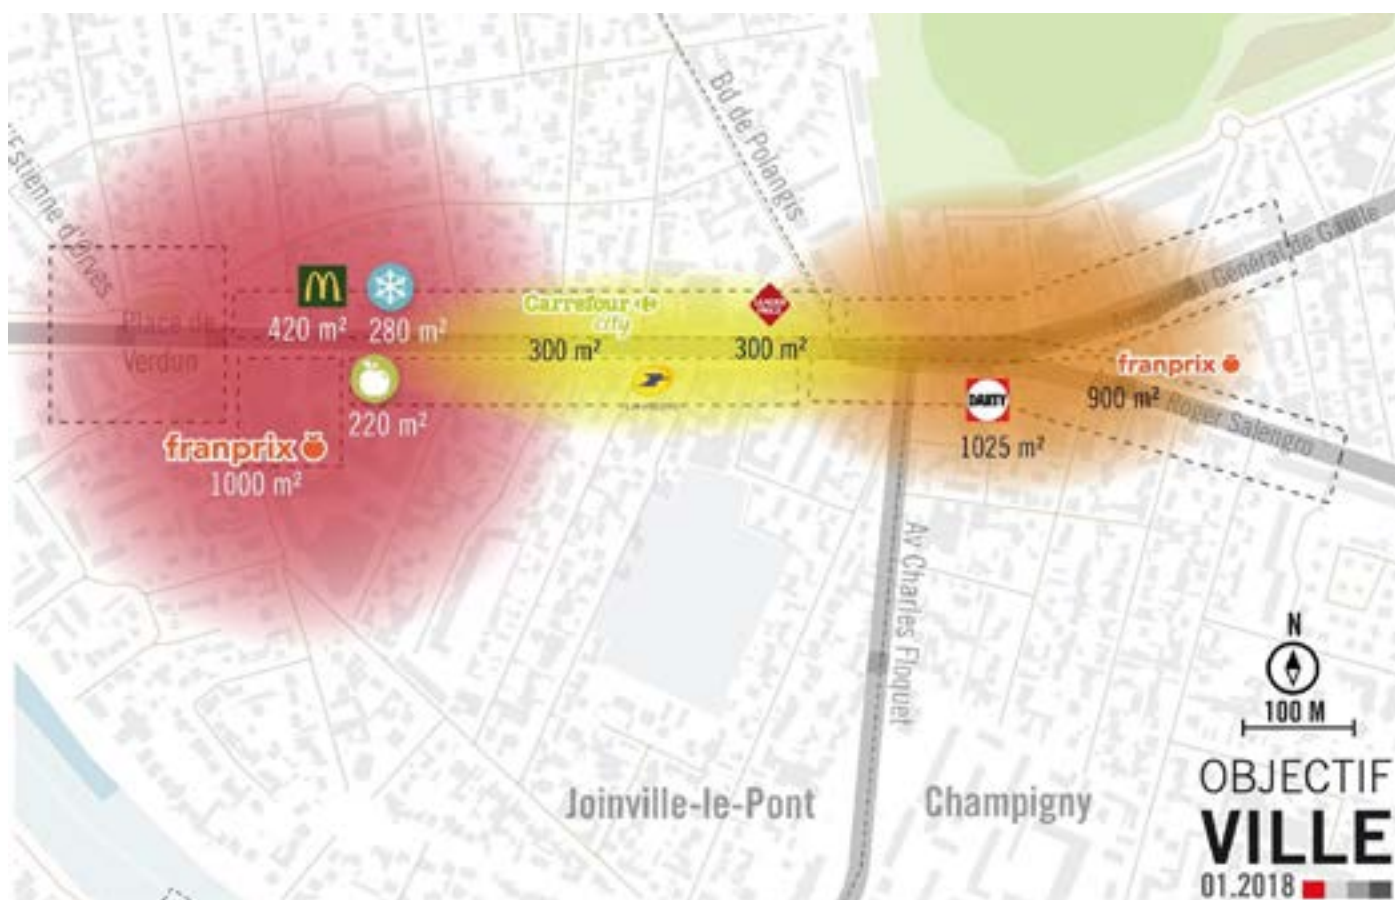 Bd de Polangis
d'Estienne d'Orves
Général de Gaulle
Carrefour
city
LEADER
PRICE
420 m²
280 m²
Place de
Verdun
300 m²
300 m²
franprix
900 m²
DARTY
Roger Salengro
220 m²
franprix
1000 m²
1025 m²
Av Charles Floquet
N
100 M
Joinville-le-Pont
Champigny
OBJECTIF
VILLE
01.2018